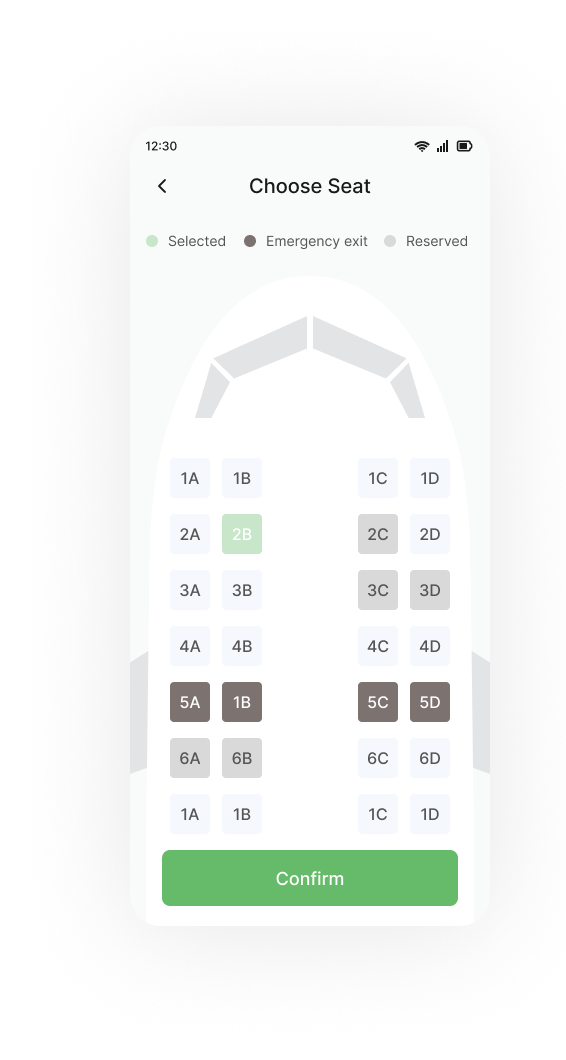 12:30
Choose Seat
Selected Emergency exit Reserved
1A 1B 1C 1D
2A 2B 2C 2D
3A 3B 3C 3D
4A 4B 4C 4D
5A 1B 5C 5D
6A 6B 6C 6D
1A 1B 1C 1D
Confirm